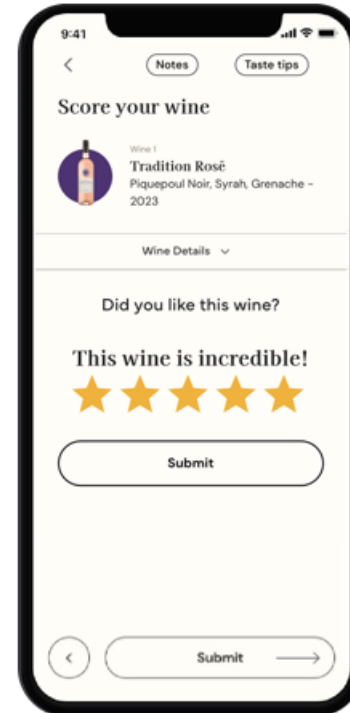 9:41
Notes
Taste tips
Score your wine
Wine 1
Tradition Rosé
Piquepoul Noir, Syrah, Grenache –
2023
Wine Details
Did you like this wine?
This wine is incredible!
Submit
Submit